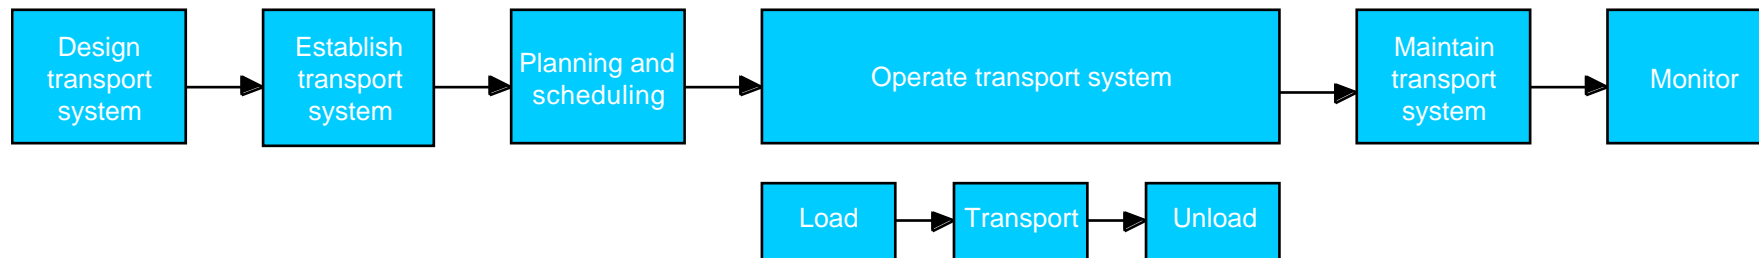 Design
transport
system
Establish
transport
system
Planning and
scheduling
Operate transport system
Maintain
transport
system
Monitor
Load
Transport
Unload